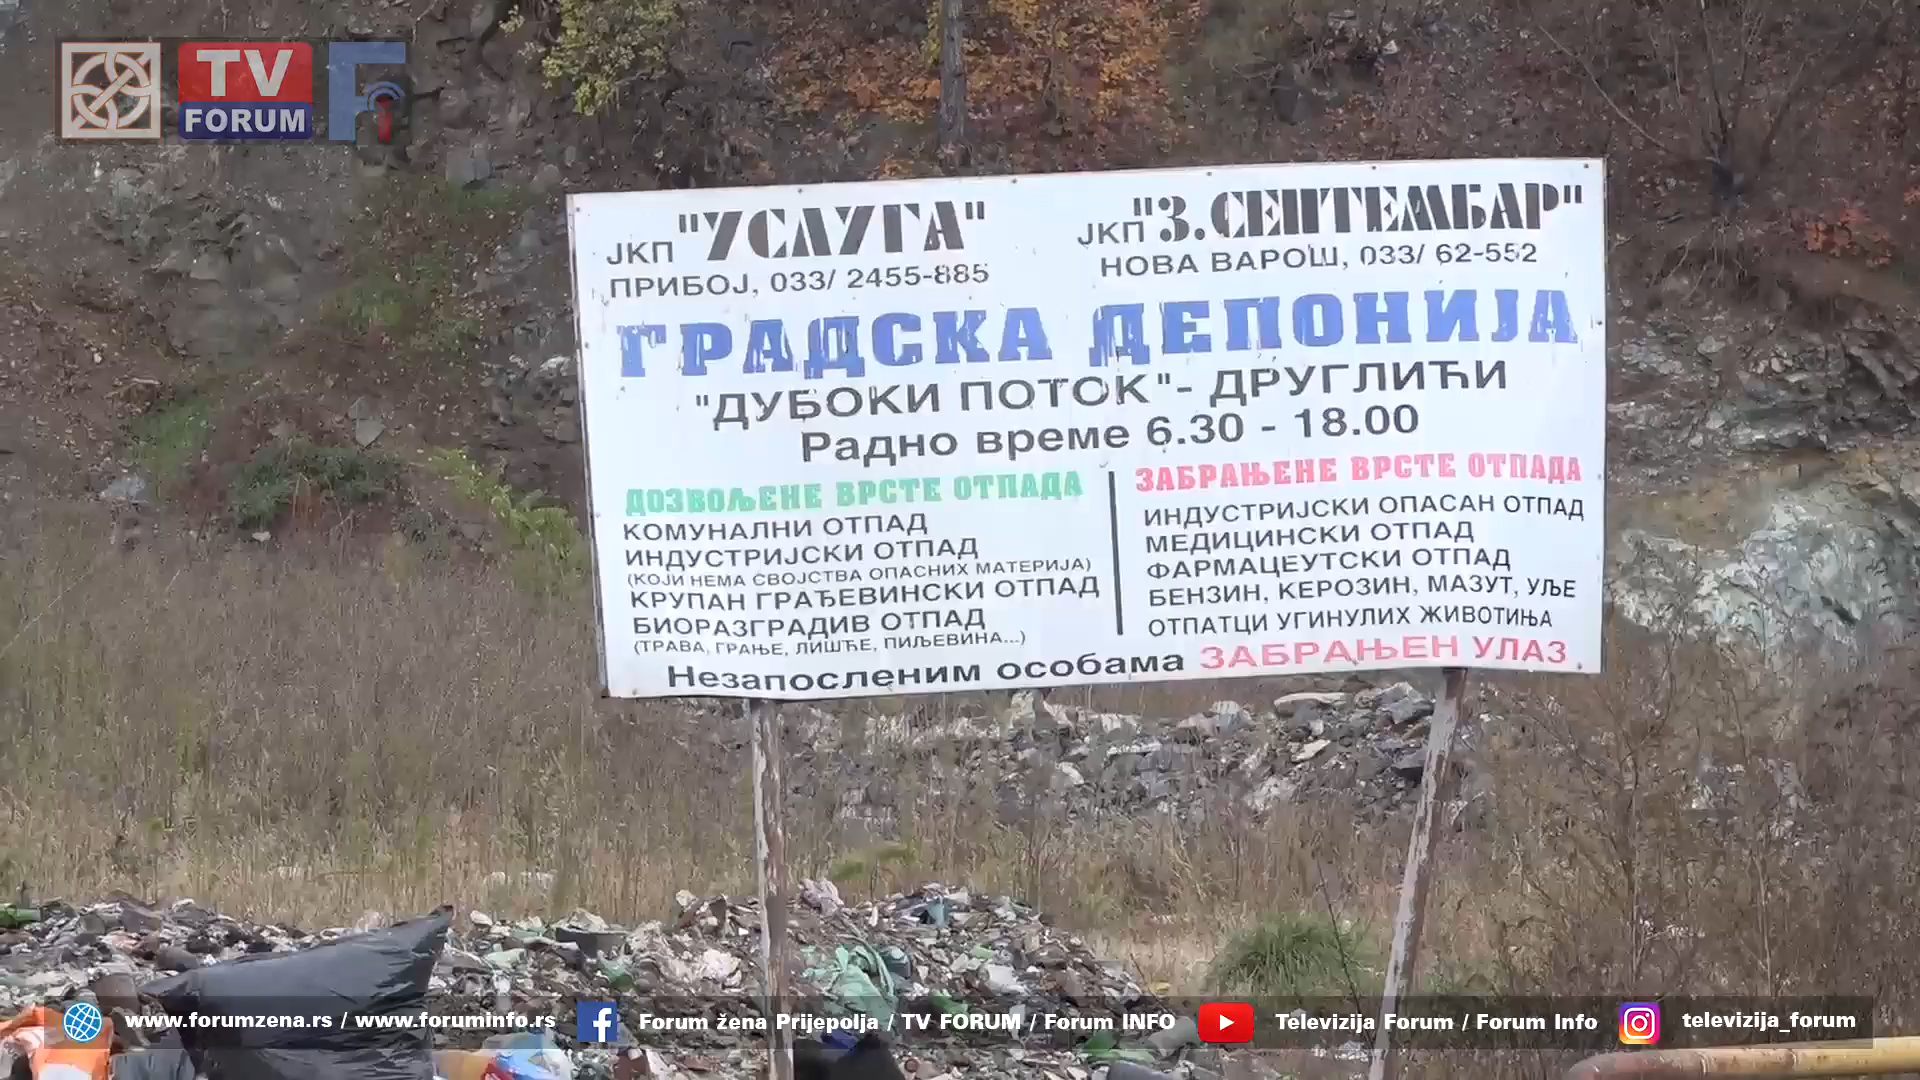 TV
FORUM
F
ЈКП "УСЛУГА"
ПРИБОЈ, 033/ 2455-885
ЈКП "3.СЕПТЕМБАР"
НОВА ВАРОШ, 033/ 62-552
ГРАДСКА ДЕПОНИЈА
"ДУБОКИ ПОТОК"- ДРУГЛИЋИ
Радно време 6.30 - 18.00
ДОЗВОЉЕНЕ ВРСТЕ ОТПАДА
КОМУНАЛНИ ОТПАД
ИНДУСТРИЈСКИ ОТПАД
(КОЈИ НЕМА СВОЈСТВА ОПАСНИХ МАТЕРИЈА)
КРУПАН ГРАЂЕВИНСКИ ОТПАД
БИОРАЗГРАДИВ ОТПАД
(ТРАВА, ГРАЊЕ, ЛИШЋЕ, ПИЉЕВИНА...)
ЗАБРАЊЕНЕ ВРСТЕ ОТПАДА
ИНДУСТРИЈСКИ ОПАСАН ОТПАД
МЕДИЦИНСКИ ОТПАД
ФАРМАЦЕУТСКИ ОТПАД
БЕНЗИН, КЕРОЗИН, МАЗУТ, УЉЕ
ОТПАТЦИ УГИНУЛИХ ЖИВОТИЊА
Незапосленим особама ЗАБРАЊЕН УЛАЗ
www.forumzena.rs / www.foruminfo.rs
Forum žena Prijepolja / TV FORUM / Forum INFO
Televizija Forum / Forum Info
televizija_forum